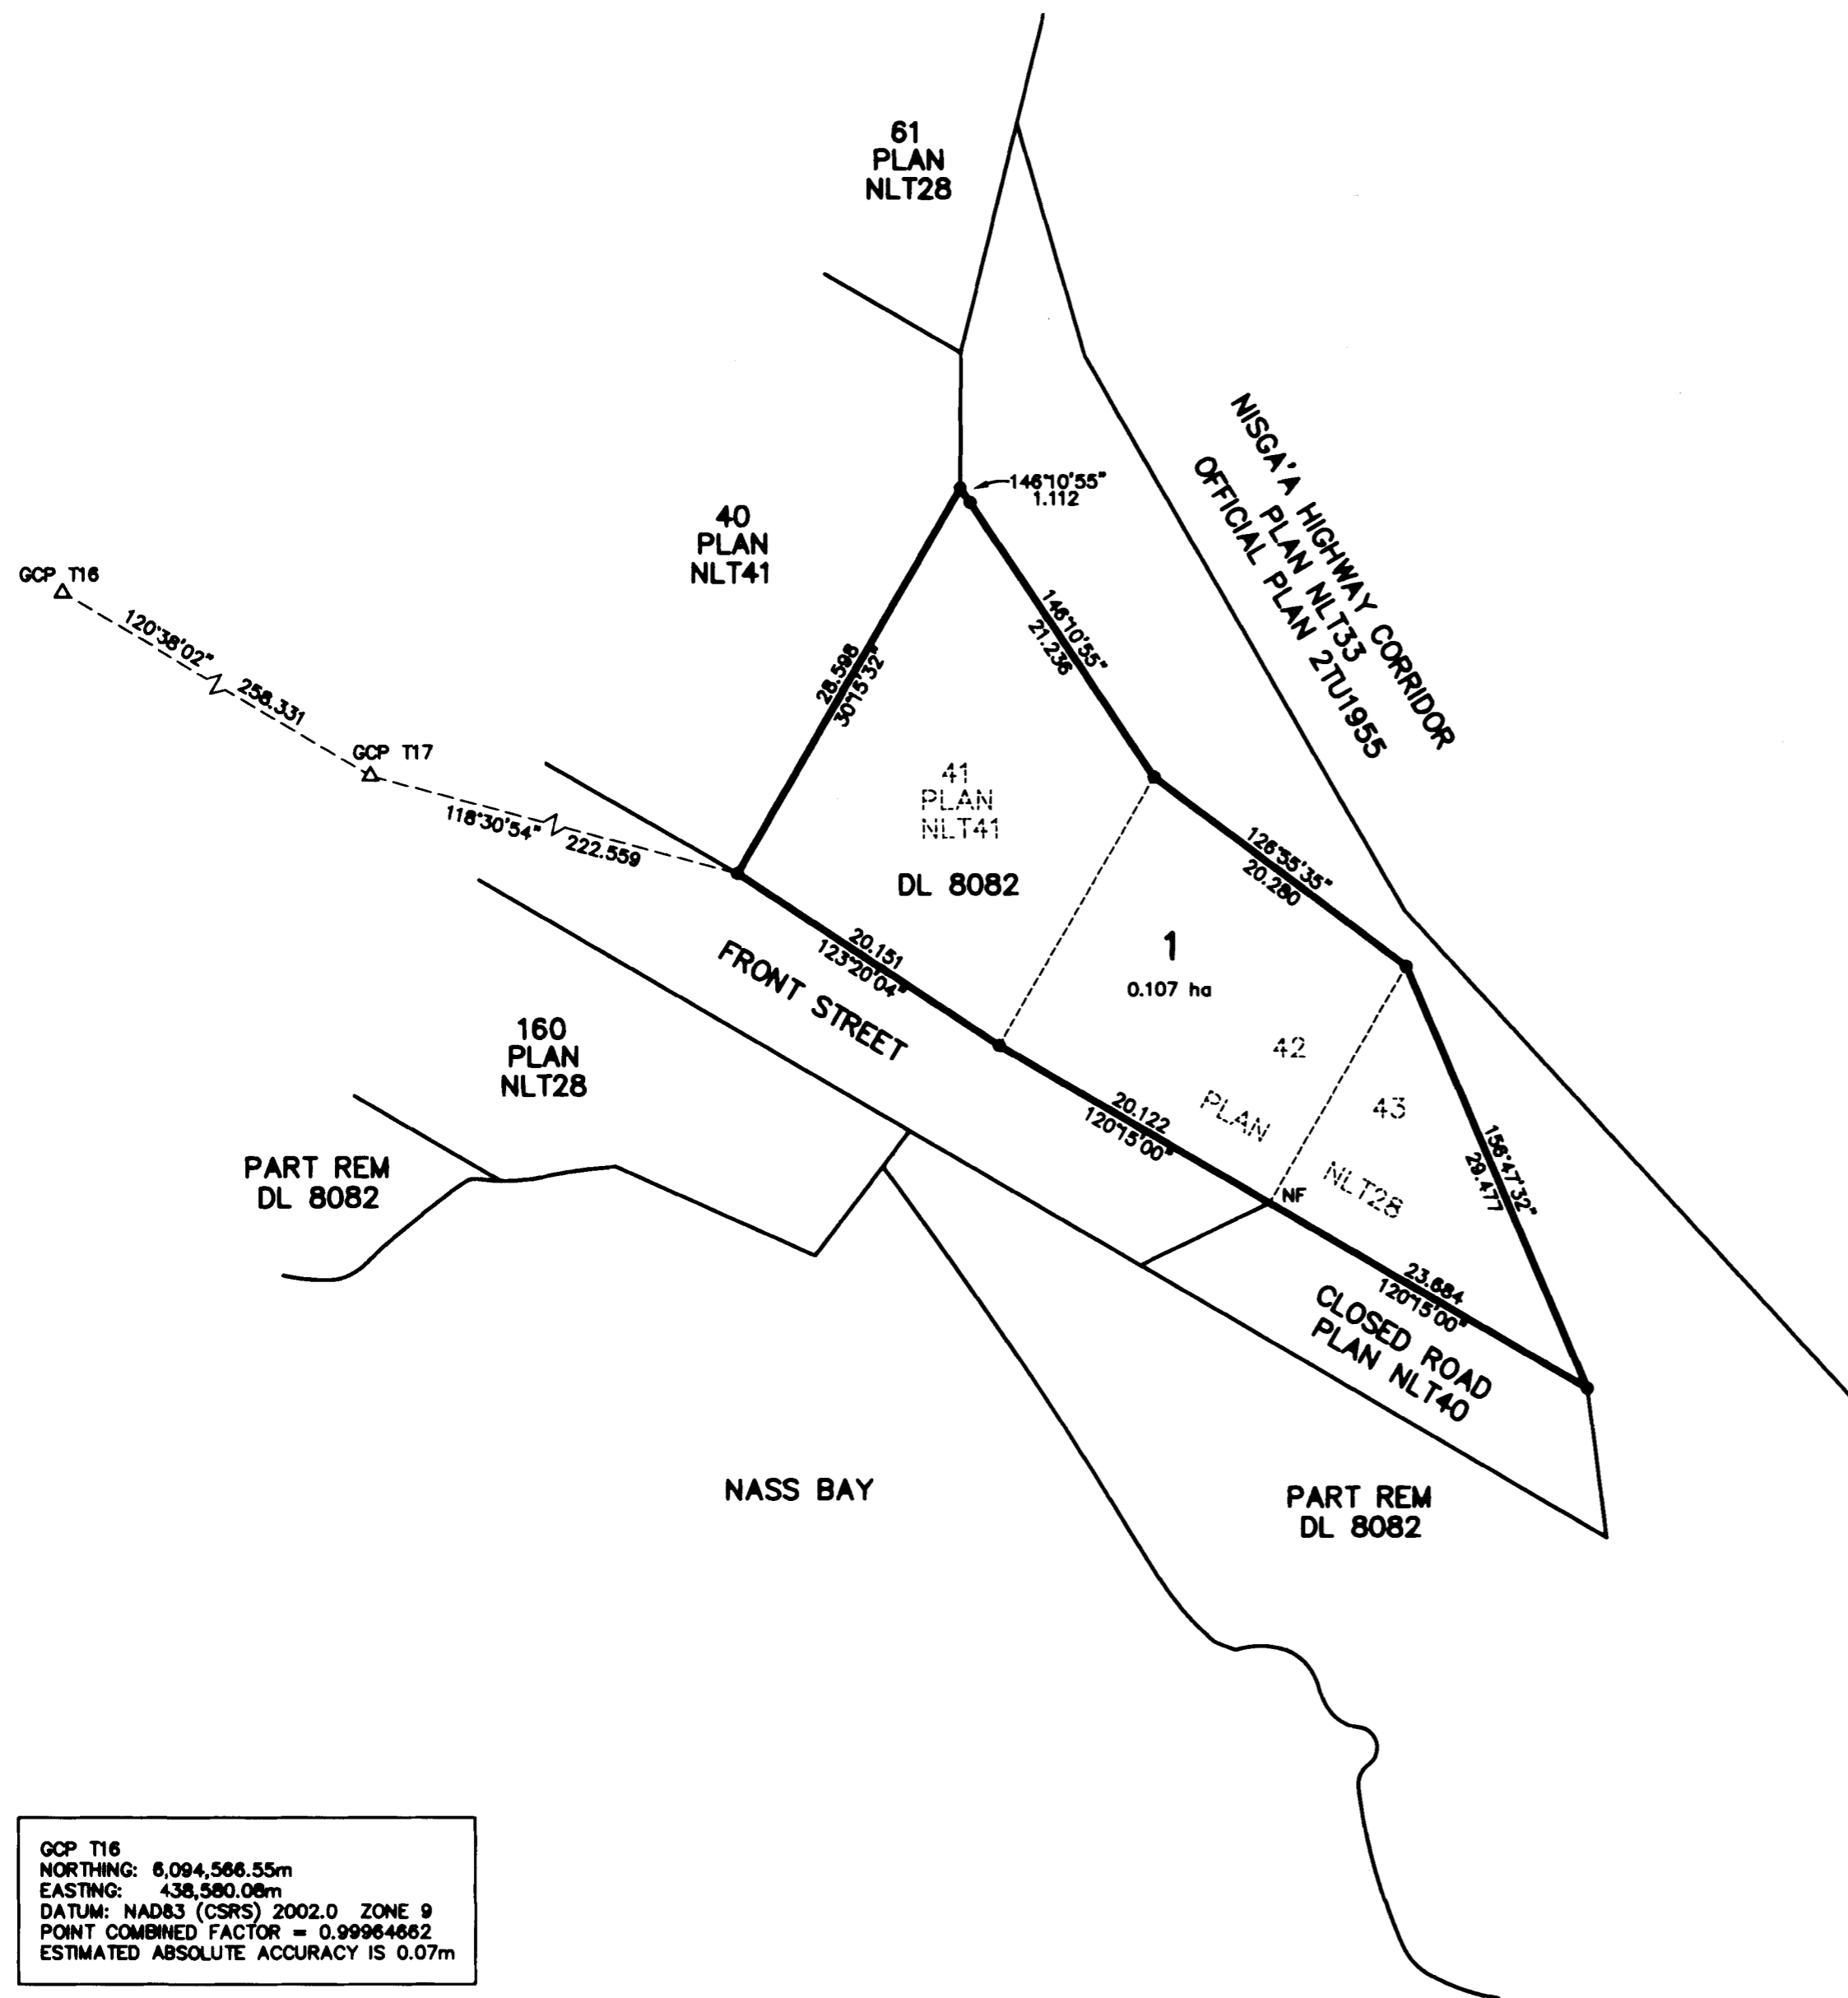 61
PLAN
NLT28
146°10'55"
1.112
40
PLAN
NLT41
NISGA'A HIGHWAY CORRIDOR
PLAN NLT33
OFFICIAL PLAN 2TU1955
GCP T16
120°38'02"
258.331
GCP T17
118°30'54"
222.559
28.595
30°15'32"
146°10'55"
21.236
41
PLAN
NLT41
DL 8082
126°55'35"
20.280
1
0.107 ha
20.151
123°20'04"
FRONT STREET
160
PLAN
NLT28
42
43
PLAN
NLT28
20.122
120°15'00"
NF
156°47'32"
29.477
PART REM
DL 8082
23.684
120°15'00"
CLOSED ROAD
PLAN NLT40
NASS BAY
PART REM
DL 8082
GCP T16
NORTHING: 6,094,566.55m
EASTING: 438,580.08m
DATUM: NAD83 (CSRS) 2002.0 ZONE 9
POINT COMBINED FACTOR = 0.99964662
ESTIMATED ABSOLUTE ACCURACY IS 0.07m